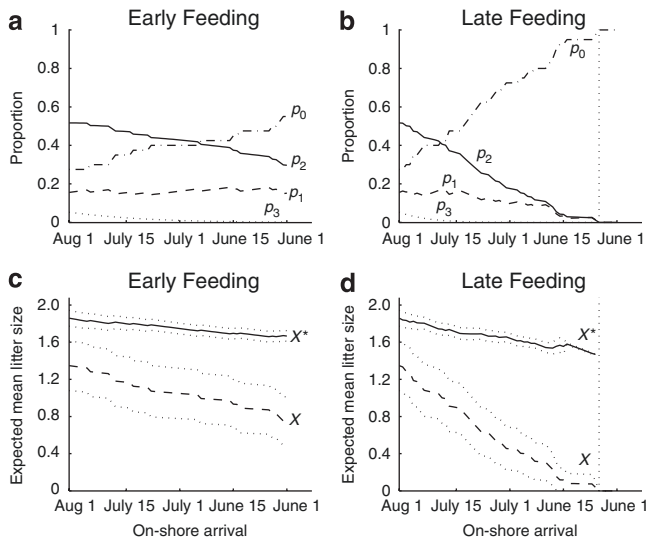 a Early Feeding
1
0.8
0.6
0.4
0.2
0
Proportion
p0
p2
p1
p3
Aug 1 July 15 July 1 June 15 June 1
b Late Feeding
1
0.8
0.6
0.4
0.2
0
Proportion
p0
p2
p1
p3
Aug 1 July 15 July 1 June 15 June 1
c Early Feeding
2.0
1.6
1.2
0.8
0.4
Expected mean litter size
X*
X
Aug 1 July 15 July 1 June 15 June 1
On-shore arrival
d Late Feeding
2.0
1.6
1.2
0.8
0.4
Expected mean litter size
X*
X
Aug 1 July 15 July 1 June 15 June 1
On-shore arrival